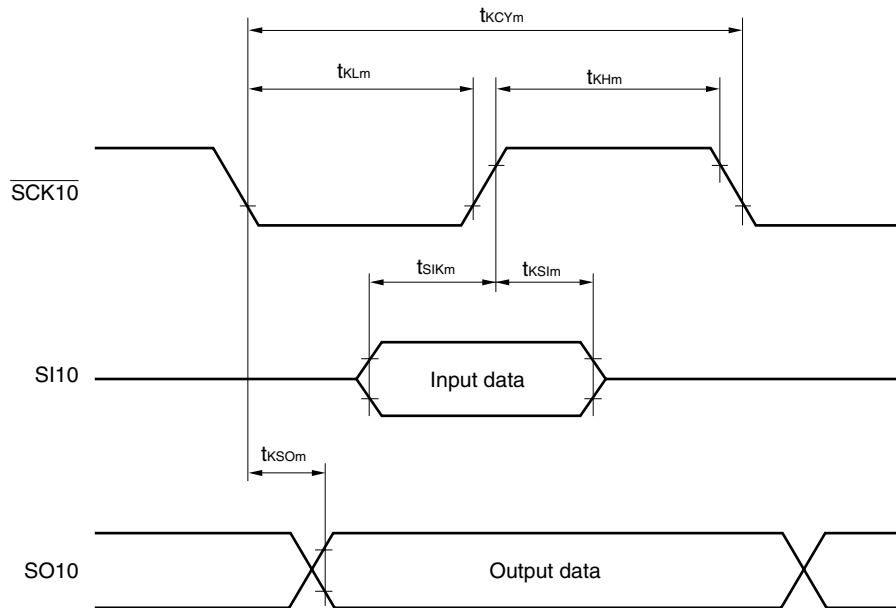 tKCYm
tKLm
tKHm
SCK10
tSIKm
tKSIm
SI10
Input data
tKSOm
SO10
Output data